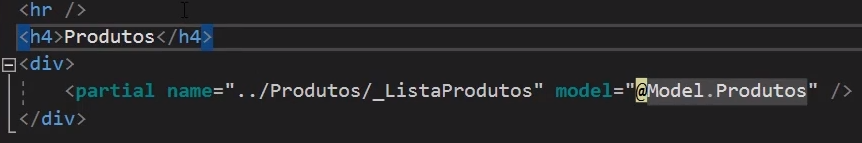 <hr />
<h4>Produtos</h4>
<div>
<partial name="../Produtos/_ListaProdutos" model="@Model.Produtos" />
</div>